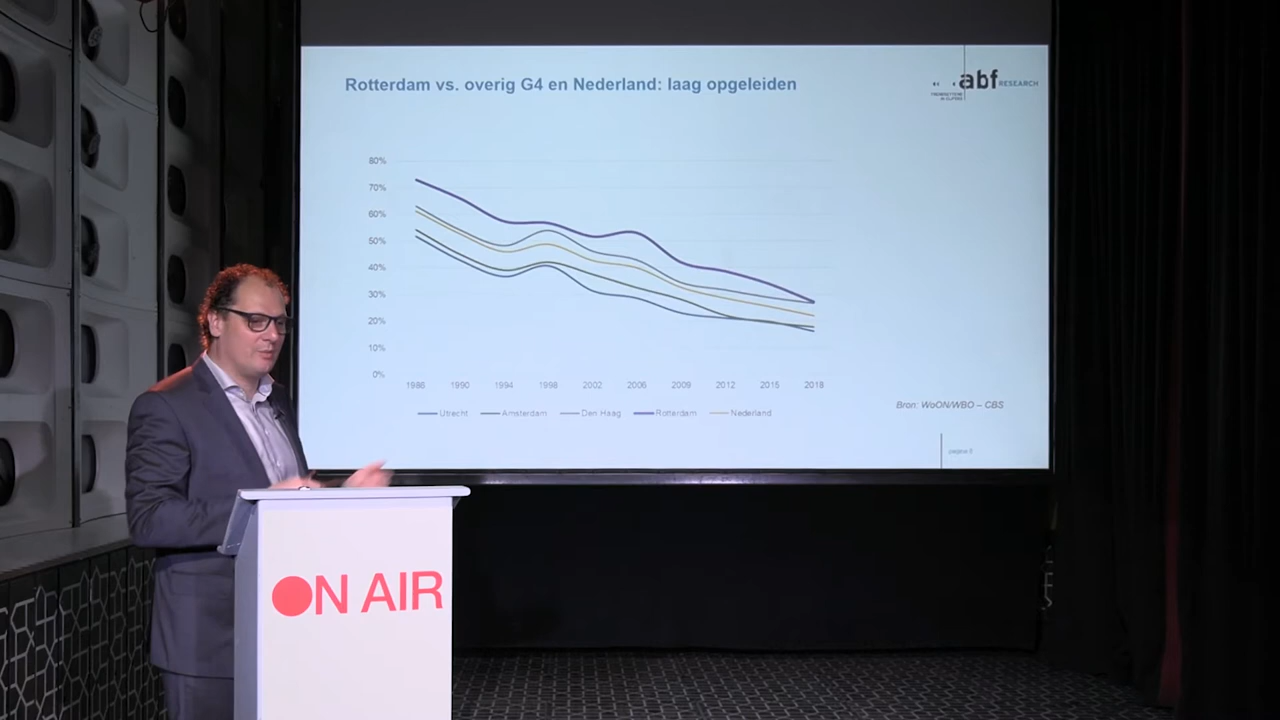 Rotterdam vs. overig G4 en Nederland: laag opgeleiden
abf RESEARCH
80%
70%
60%
50%
40%
30%
20%
10%
0%
1986 1990 1994 1998 2002 2006 2009 2012 2015 2018
Utrecht Amsterdam Den Haag Rotterdam Nederland
Bron: WoON/WBO – CBS
pagina 5
ON AIR